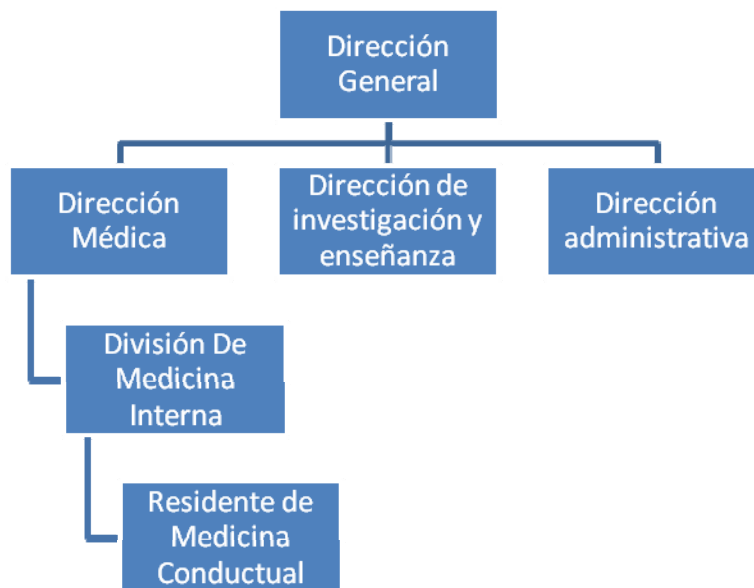 Dirección
General
Dirección
Médica
Dirección de
investigación y
enseñanza
Dirección
administrativa
División De
Medicina
Interna
Residente de
Medicina
Conductual